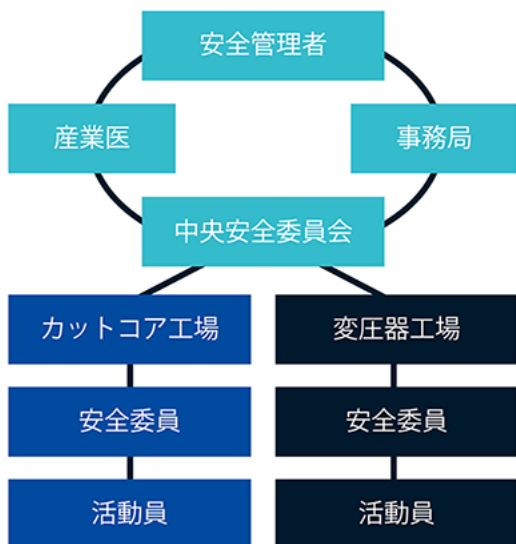 安全管理者
産業医
事務局
中央安全委員会
カットコア工場
変圧器工場
安全委員
安全委員
活動員
活動員